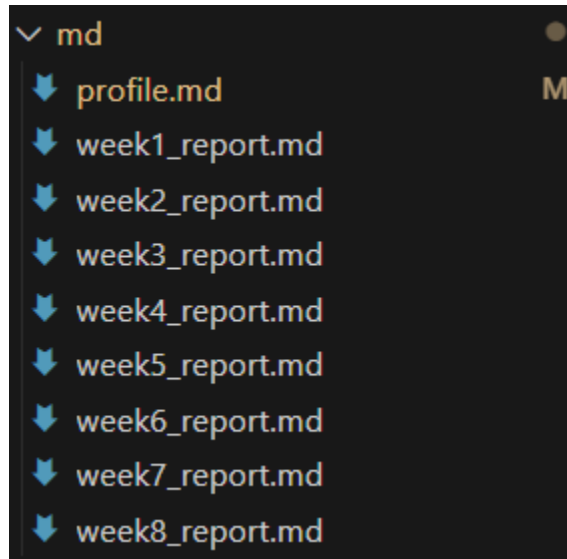 md
profile.md M
week1_report.md
week2_report.md
week3_report.md
week4_report.md
week5_report.md
week6_report.md
week7_report.md
week8_report.md